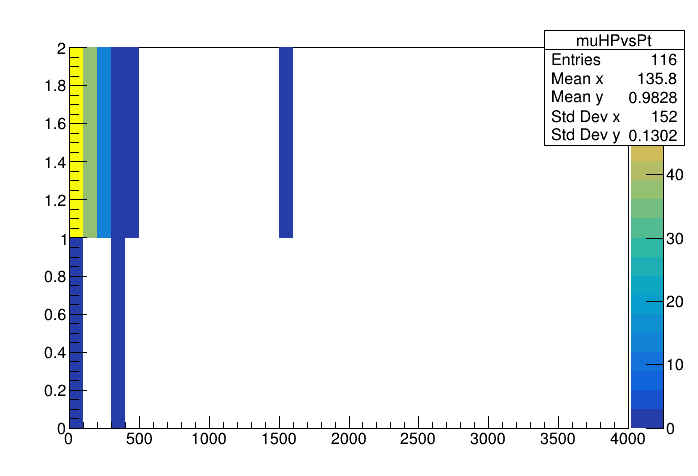 muHPvsPt
Entries 116
Mean x 135.8
Mean y 0.9828
Std Dev x 152
Std Dev y 0.1302
2
1.8
1.6
1.4
1.2
1
0.8
0.6
0.4
0.2
0
0 500 1000 1500 2000 2500 3000 3500 4000
40
30
20
10
0